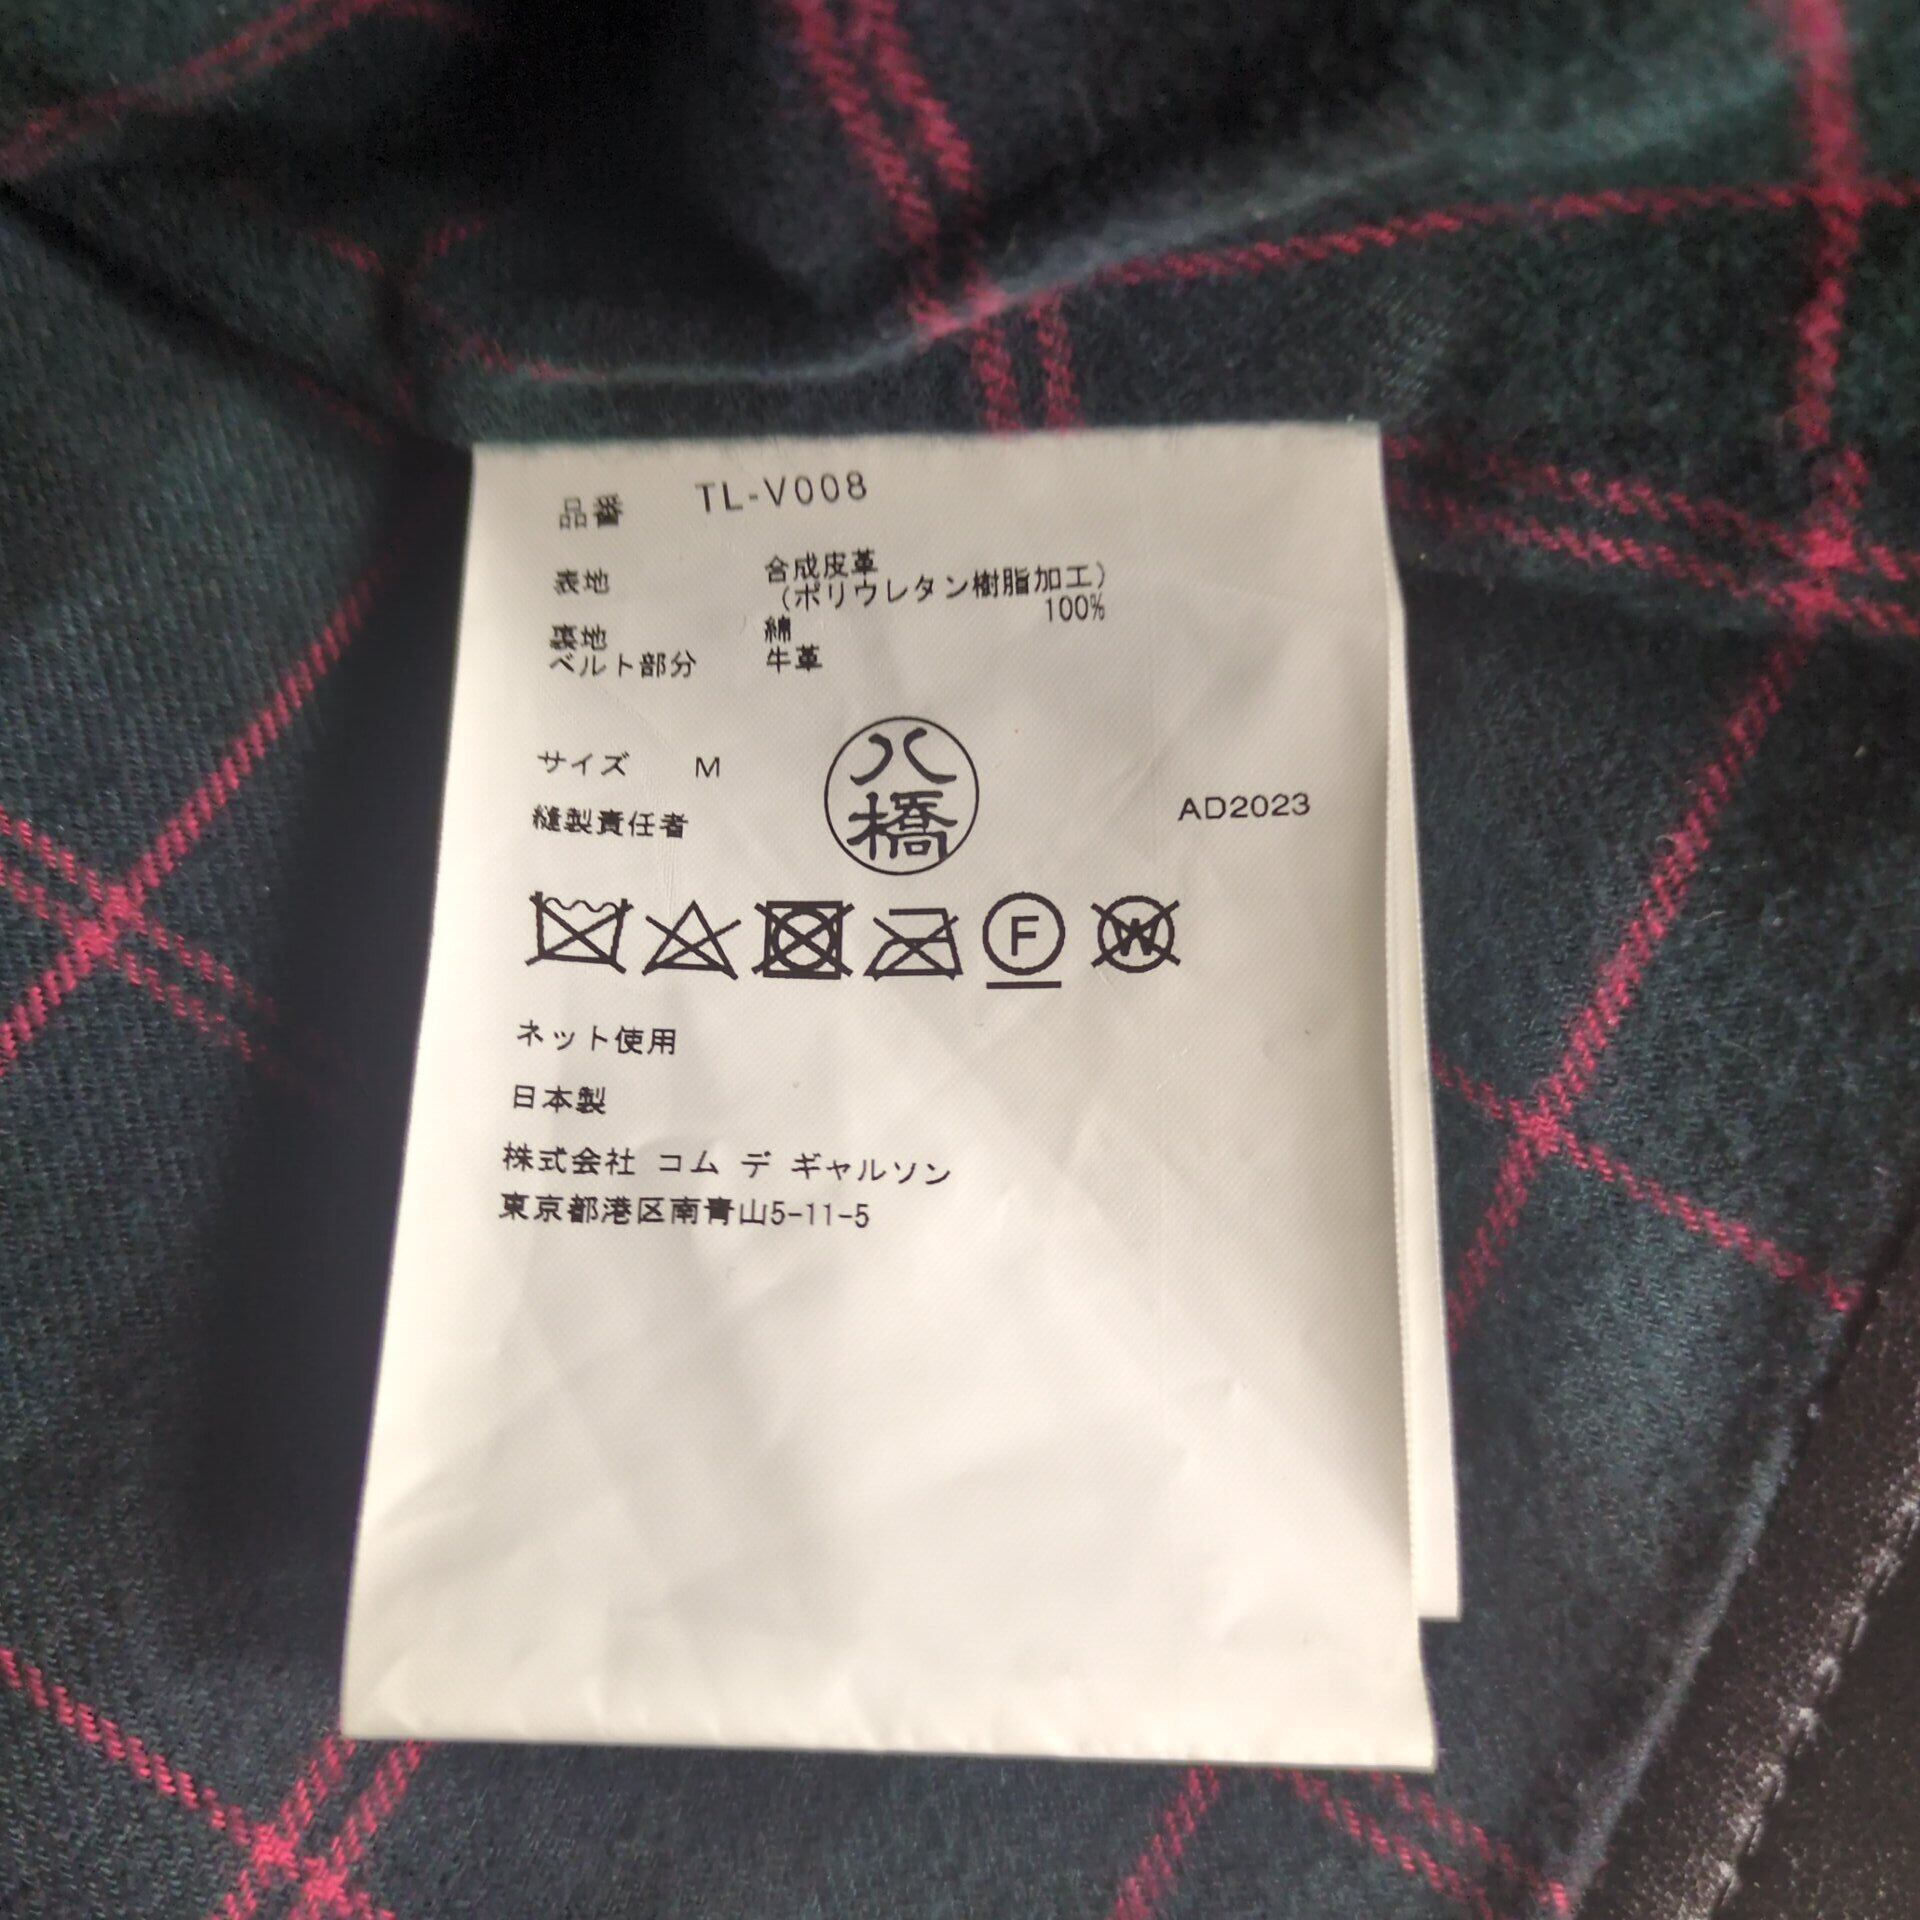 品番 TL-V008
表地 合成皮革
(ポリウレタン樹脂加工)
100%
裏地 綿
ベルト部分 牛革
サイズ M
縫製責任者
八橋
AD2023
F
W
ネット使用
日本製
株式会社 コム デ ギャルソン
東京都港区南青山5-11-5